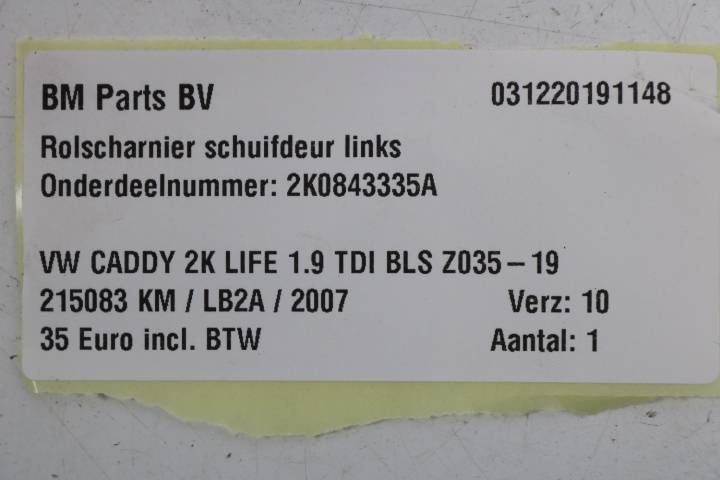 BM Parts BV 031220191148
Rolscharnier schuifdeur links
Onderdeelnummer: 2K0843335A
VW CADDY 2K LIFE 1.9 TDI BLS Z035-19
215083 KM / LB2A / 2007 Verz: 10
35 Euro incl. BTW Aantal: 1